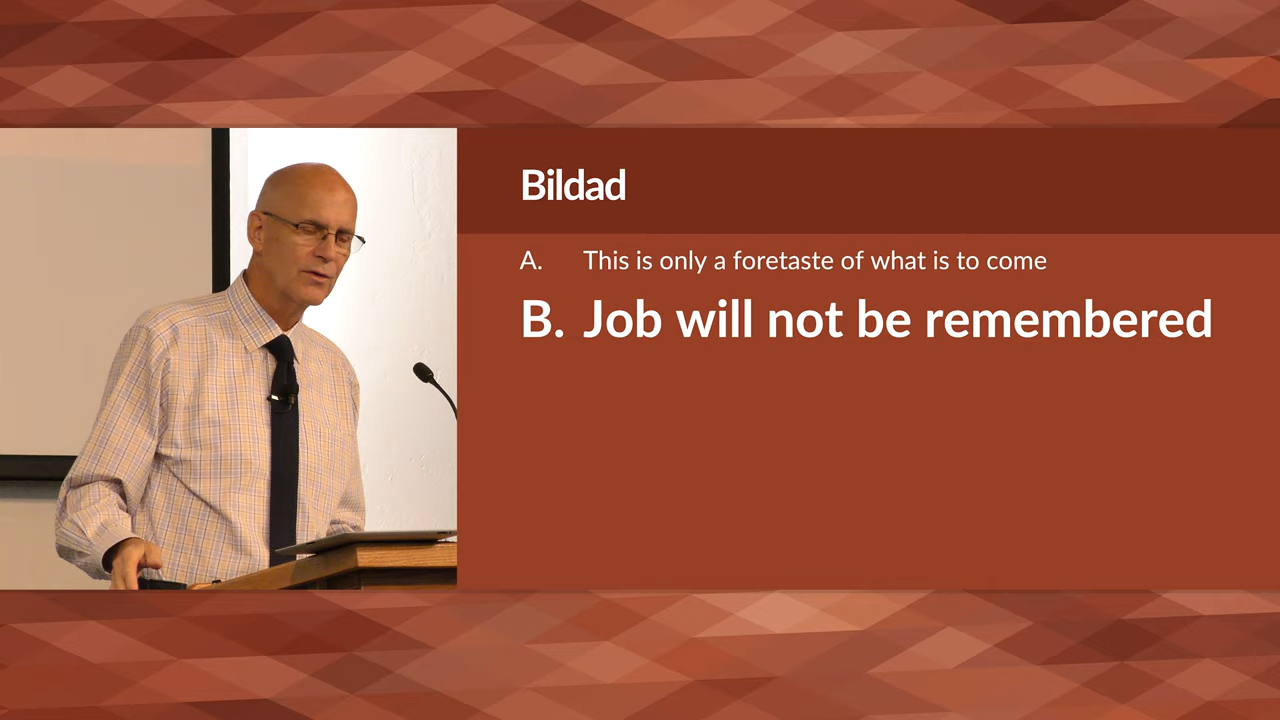 Bildad
A. This is only a foretaste of what is to come
B. Job will not be remembered